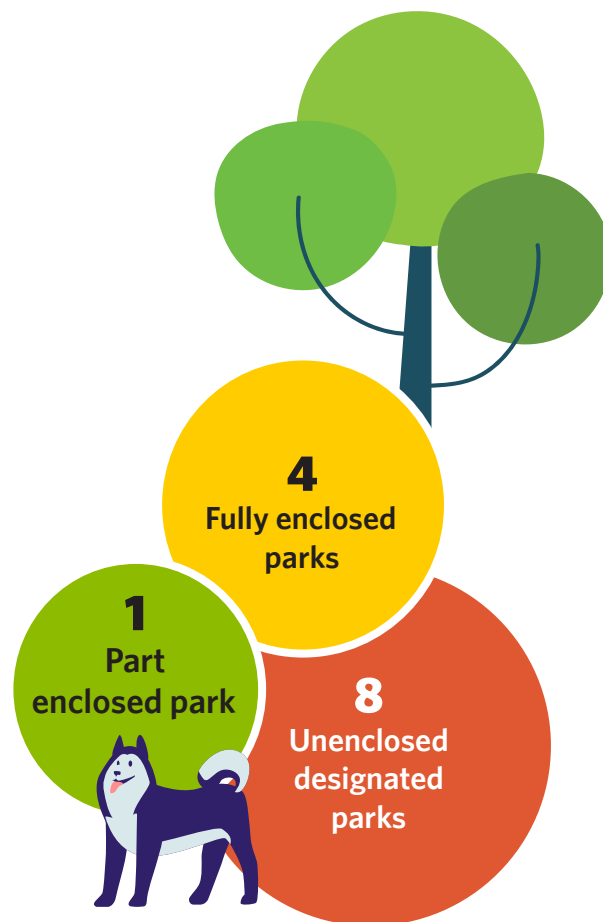 4
Fully enclosed
parks
1
Part
enclosed park
8
Unenclosed
designated
parks